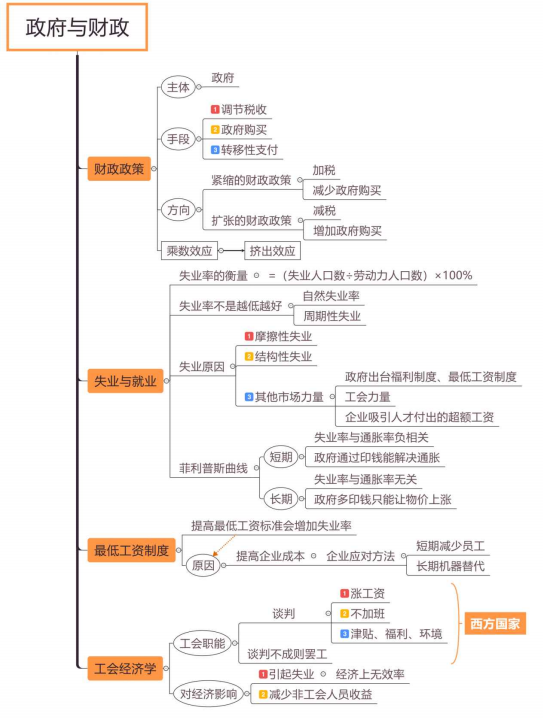 政府与财政
财政政策
主体
政府
手段
1 调节税收
2 政府购买
3 转移性支付
方向
紧缩的财政政策
加税
减少政府购买
扩张的财政政策
减税
增加政府购买
乘数效应
挤出效应
失业与就业
失业率的衡量
=（失业人口数÷劳动力人口数）×100%
失业率不是越低越好
自然失业率
周期性失业
失业原因
1 摩擦性失业
2 结构性失业
3 其他市场力量
政府出台福利制度、最低工资制度
工会力量
企业吸引人才付出的超额工资
菲利普斯曲线
短期
失业率与通胀率负相关
政府通过印钱能解决通胀
长期
失业率与通胀率无关
政府多印钱只能让物价上涨
最低工资制度
提高最低工资标准会增加失业率
原因
提高企业成本
企业应对方法
短期减少员工
长期机器替代
工会经济学
工会职能
谈判
1 涨工资
2 不加班
3 津贴、福利、环境
谈判不成则罢工
西方国家
对经济影响
1 引起失业
经济上无效率
2 减少非工会人员收益